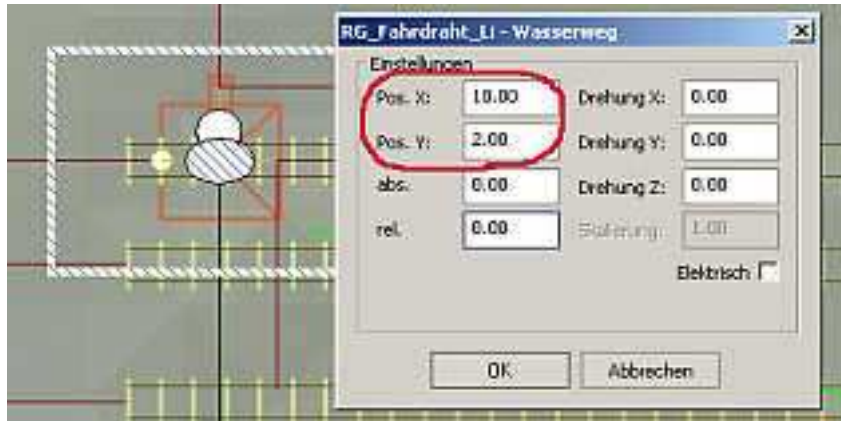 RG_Fahrdraht_Li - Wasserweg
Einstellungen
Pos. X: 10.00 Drehung X: 0.00
Pos. Y: 2.00 Drehung Y: 0.00
abs. 0.00 Drehung Z: 0.00
rel. 0.00 Skalierung: 1.00
Elektrisch
OK Abbrechen